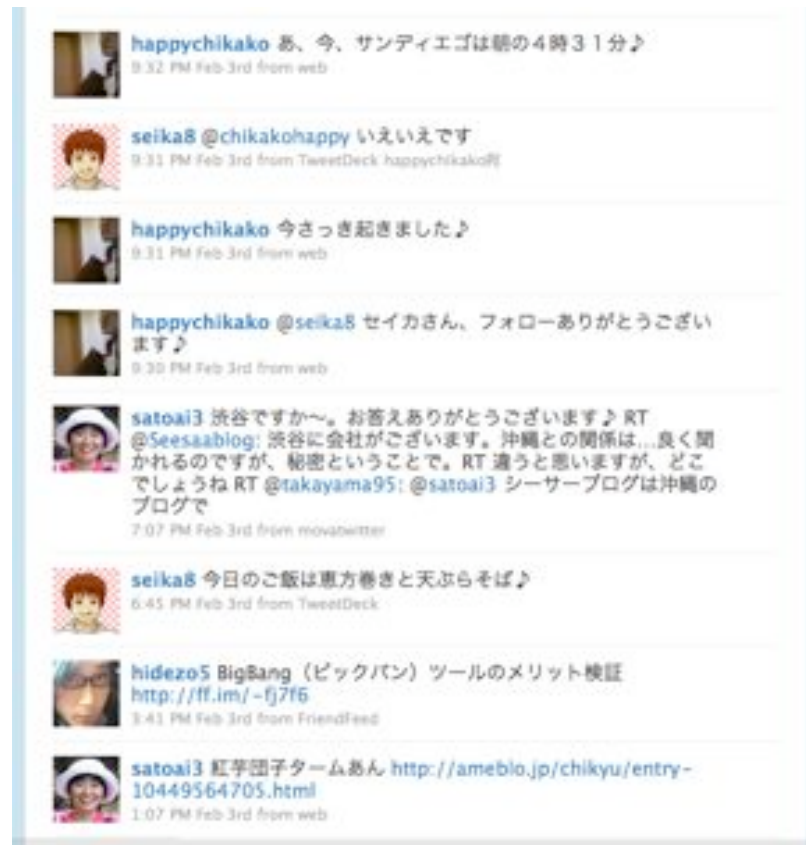 happychikako あ、今、サンディエゴは朝の４時３１分♪
9:32 PM Feb 3rd from web
seika8 @chikakohappy いえいえです
9:31 PM Feb 3rd from TweetDeck happychikako宛
happychikako 今さっき起きました♪
9:31 PM Feb 3rd from web
happychikako @seika8 セイカさん、フォローありがとうござい
ます♪
9:30 PM Feb 3rd from web
satoai3 渋谷ですか〜。お答えありがとうございます♪ RT
@Seesaablog: 渋谷に会社がございます。沖縄との関係は...良く聞
かれるのですが、秘密ということで。RT 違うと思いますが、どこ
でしょうね RT @takayama95: @satoai3 シーサーブログは沖縄の
ブログで
7:07 PM Feb 3rd from movatwitter
seika8 今日のご飯は恵方巻きと天ぷらそば♪
6:45 PM Feb 3rd from TweetDeck
hidezo5 BigBang（ビックバン）ツールのメリット検証
http://ff.im/-fj7f6
3:41 PM Feb 3rd from FriendFeed
satoai3 紅芋団子タームあん http://ameblo.jp/chikyu/entry-
10449564705.html
1:07 PM Feb 3rd from web